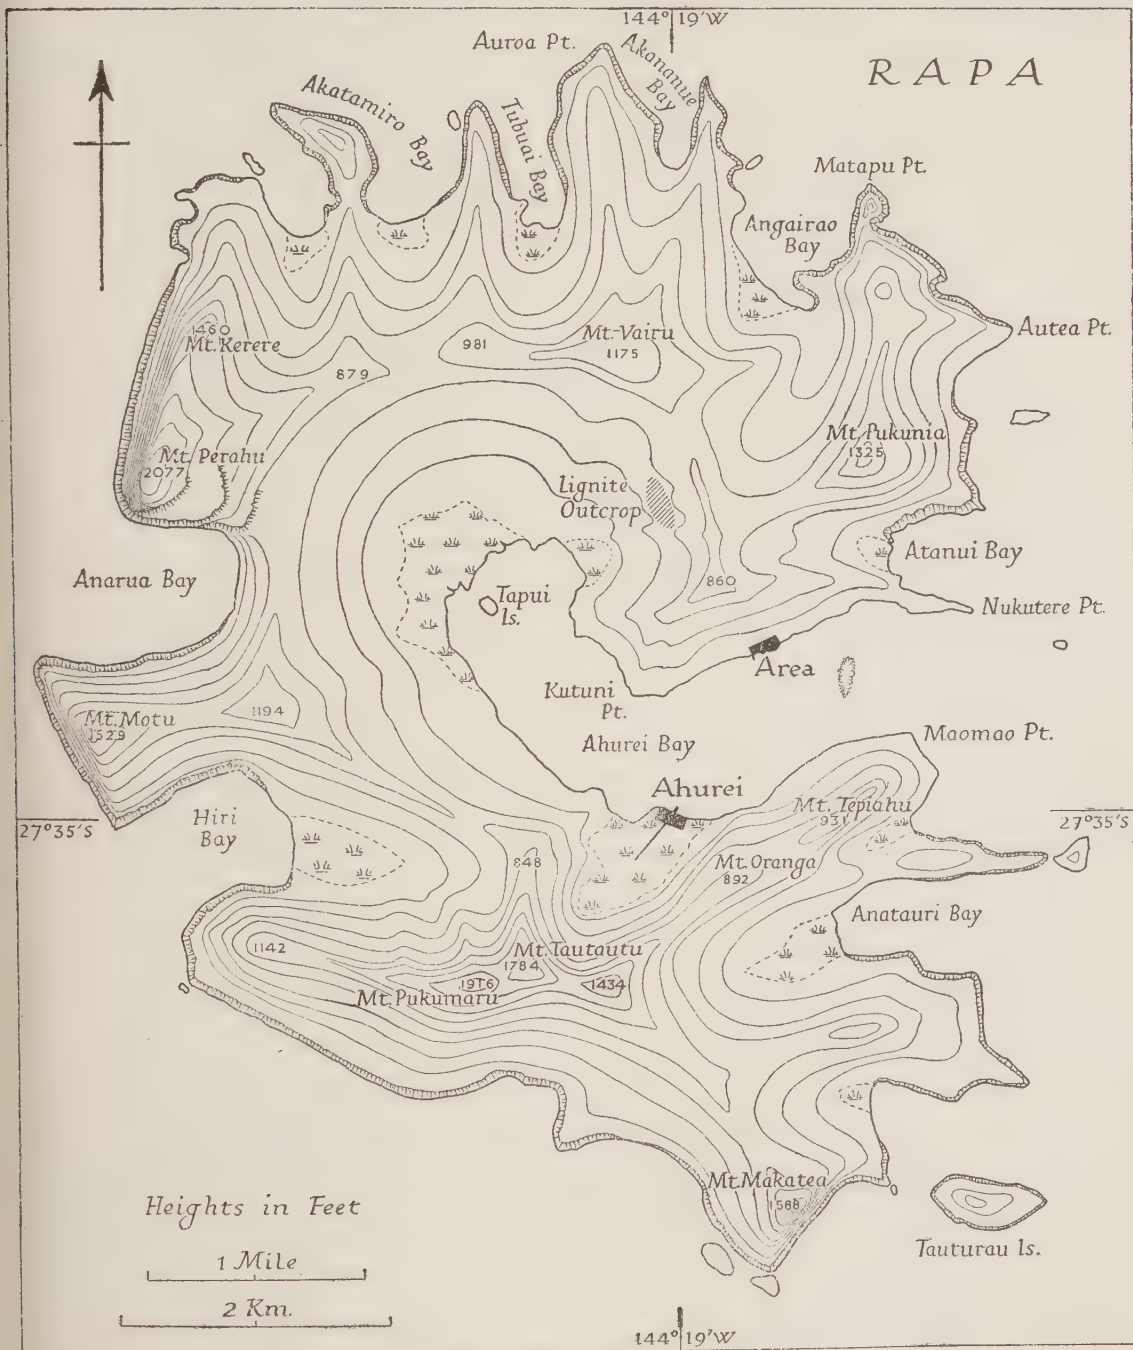 144° 19'W
RAPA
Auroa Pt.
Akananue
Bay
Akatamiro Bay
Tubuai Bay
Matapu Pt.
Angairao
Bay
Autea Pt.
1460
Mt. Kerere
981
Mt. Vairu
1175
879
Mt. Pukunia
1325
Mt. Perahu
2077
Lignite
Outcrop
Atanui Bay
Anarua Bay
860
Tapui
Is.
Nukutere Pt.
Area
Kutuni
Pt.
1194
Mt. Motu
1529
Ahurei Bay
Maomao Pt.
Ahurei
Mt. Tepiahu
931
Hiri
Bay
27°35'S
27°35'S
848
Mt. Oranga
892
Anatauri Bay
1142
Mt. Tautautu
1784
1916
1434
Mt. Pukumaru
Mt. Makatea
1588
Heights in Feet
1 Mile
2 Km.
Tauturau Is.
144° 19'W